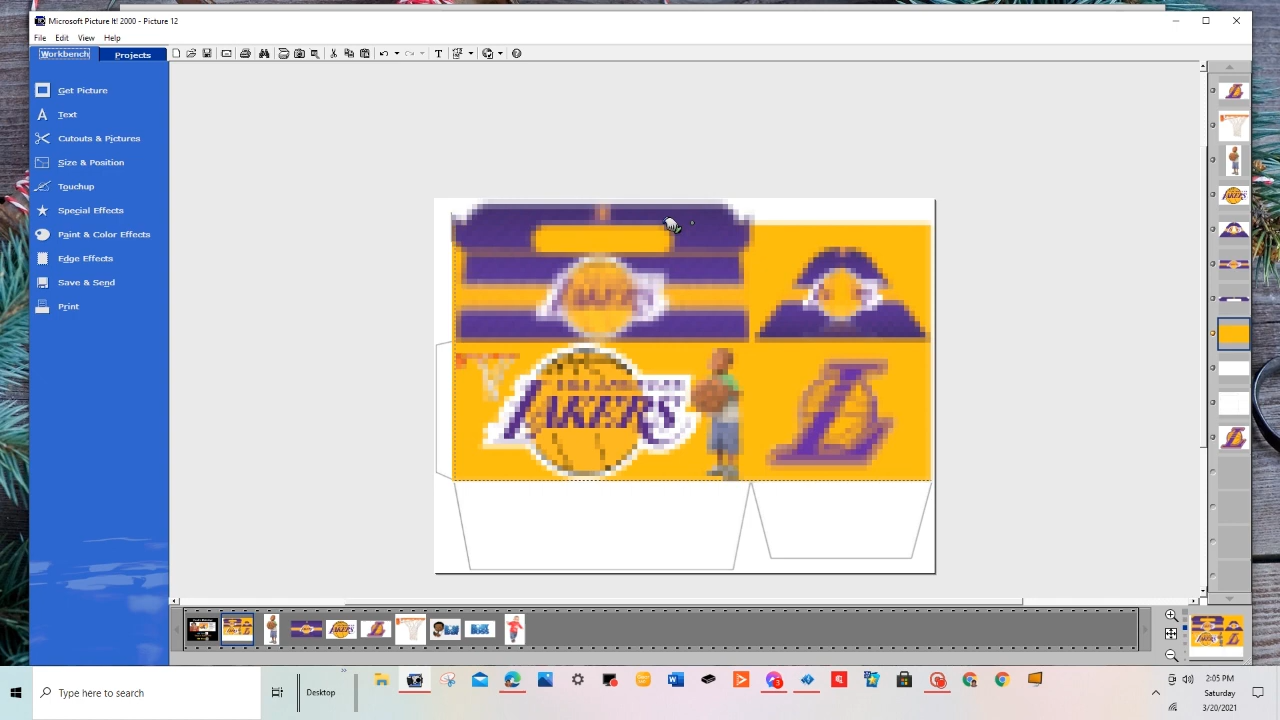 Microsoft Picture It! 2000 - Picture 12
File Edit View Help
Workbench Projects
Get Picture
Text
Cutouts & Pictures
Size & Position
Touchup
Special Effects
Paint & Color Effects
Edge Effects
Save & Send
Print
LAKERS
Type here to search
Desktop
2:05 PM
Saturday
3/20/2021